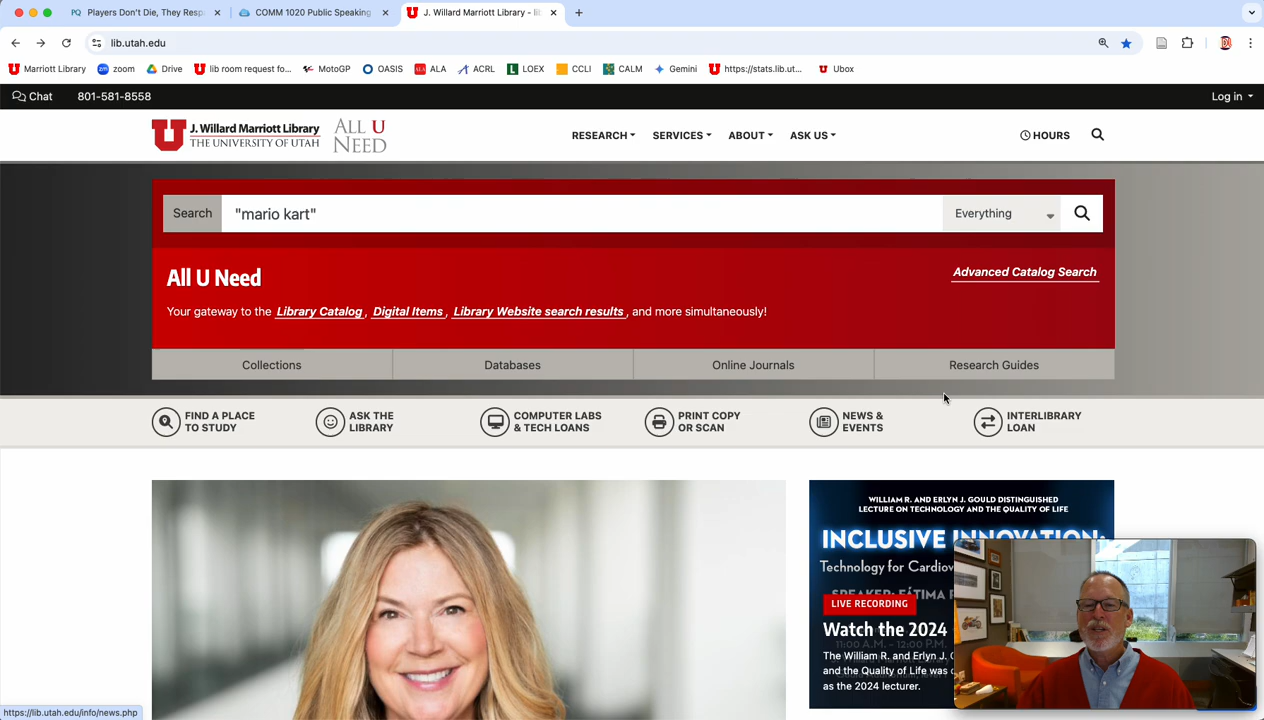 Players Don't Die, They Resp
COMM 1020 Public Speaking
J. Willard Marriott Library - lib
lib.utah.edu
Marriott Library
zoom
Drive
lib room request fo...
MotoGP
OASIS
ALA
ACRL
LOEX
CCLI
CALM
Gemini
https://stats.lib.ut...
Ubox
Chat
801-581-8558
Log in
J. Willard Marriott Library
THE UNIVERSITY OF UTAH
ALL U
NEED
RESEARCH
SERVICES
ABOUT
ASK US
HOURS
Search
"mario kart"
Everything
All U Need
Advanced Catalog Search
Your gateway to the Library Catalog, Digital Items, Library Website search results, and more simultaneously!
Collections
Databases
Online Journals
Research Guides
FIND A PLACE
TO STUDY
ASK THE
LIBRARY
COMPUTER LABS
& TECH LOANS
PRINT COPY
OR SCAN
NEWS &
EVENTS
INTERLIBRARY
LOAN
WILLIAM R. AND ERLYN J. GOULD DISTINGUISHED
LECTURE ON TECHNOLOGY AND THE QUALITY OF LIFE
INCLUSIVE INNOVATION:
Technology for Cardiov
SPEAKER: FÁTIMA R
LIVE RECORDING
Watch the 2024
11:00 A.M. - 12:00 P.M.
The William R. and Erlyn J. G
and the Quality of Life was
as the 2024 lecturer.
https://lib.utah.edu/info/news.php